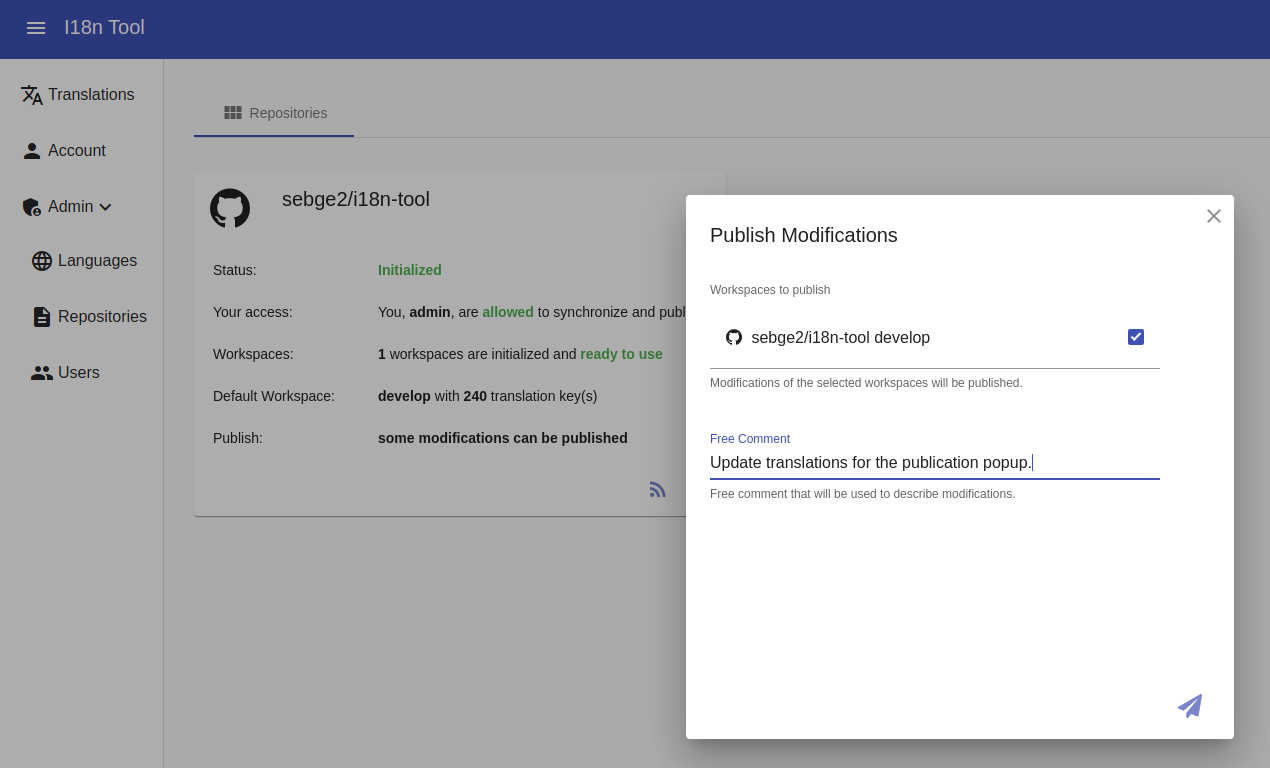 I18n Tool
Translations
Account
Admin
Languages
Repositories
Users
Repositories
sebge2/i18n-tool
Status: Initialized
Your access: You, admin, are allowed to synchronize and publ
Workspaces: 1 workspaces are initialized and ready to use
Default Workspace: develop with 240 translation key(s)
Publish: some modifications can be published
Publish Modifications
Workspaces to publish
sebge2/i18n-tool develop
Modifications of the selected workspaces will be published.
Free Comment
Update translations for the publication popup.
Free comment that will be used to describe modifications.